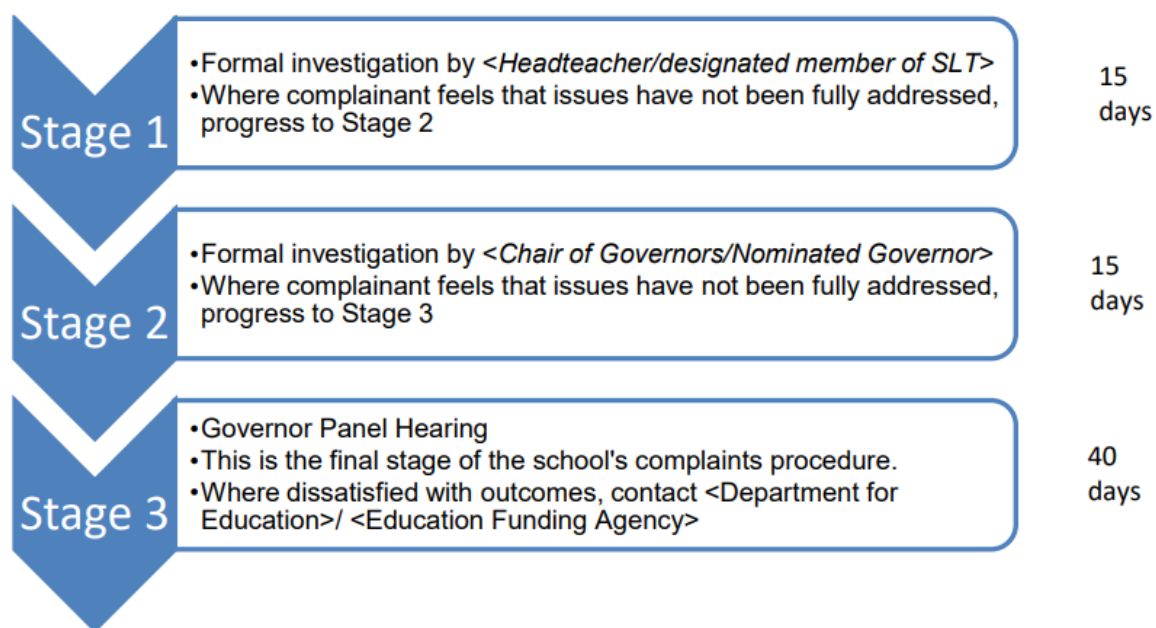 Stage 1
•Formal investigation by <Headteacher/designated member of SLT>
•Where complainant feels that issues have not been fully addressed,
progress to Stage 2
15
days
Stage 2
•Formal investigation by <Chair of Governors/Nominated Governor>
•Where complainant feels that issues have not been fully addressed,
progress to Stage 3
15
days
Stage 3
•Governor Panel Hearing
•This is the final stage of the school's complaints procedure.
•Where dissatisfied with outcomes, contact <Department for
Education>/ <Education Funding Agency>
40
days